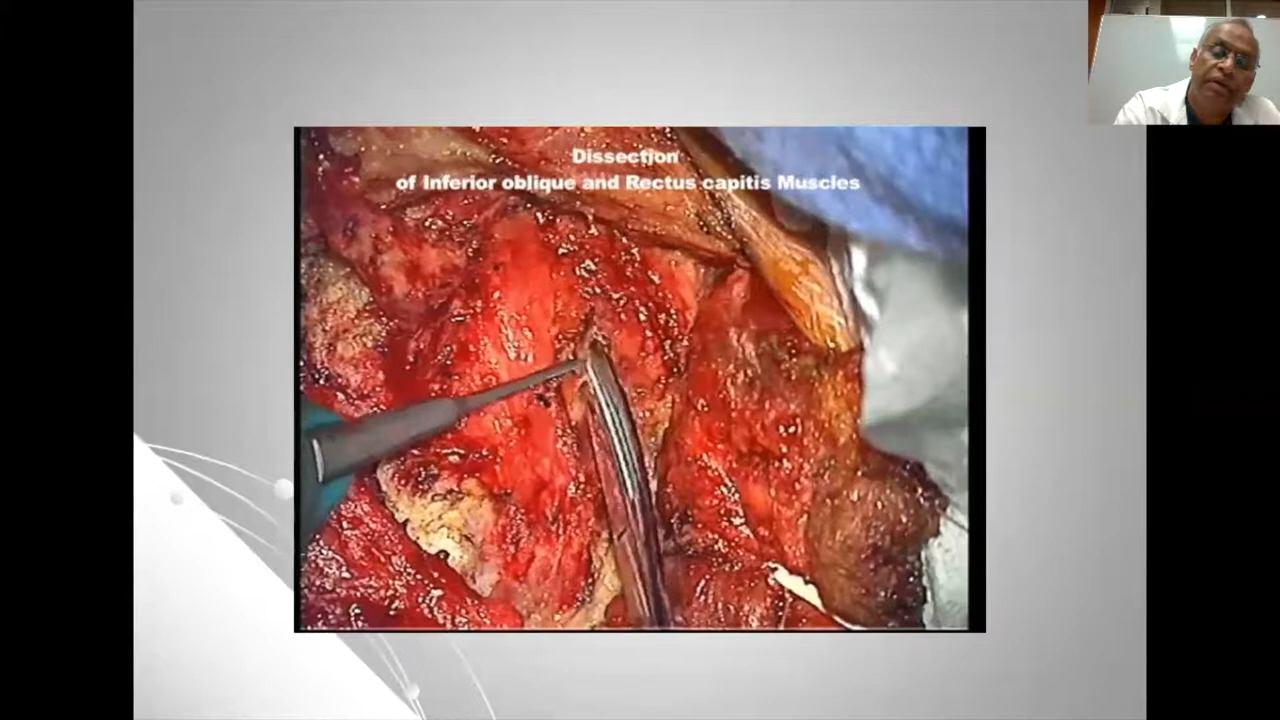 Dissection
of Inferior oblique and Rectus capitis Muscles